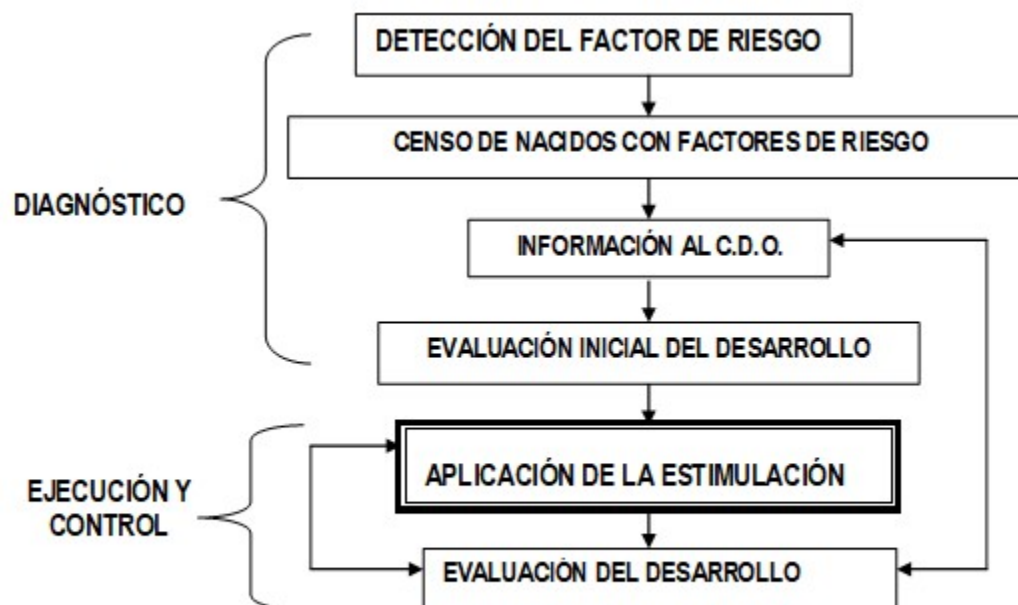 DETECCIÓN DEL FACTOR DE RIESGO
CENSO DE NACIDOS CON FACTORES DE RIESGO
DIAGNÓSTICO
INFORMACIÓN AL C.D.O.
EVALUACIÓN INICIAL DEL DESARROLLO
APLICACIÓN DE LA ESTIMULACIÓN
EJECUCIÓN Y
CONTROL
EVALUACIÓN DEL DESARROLLO